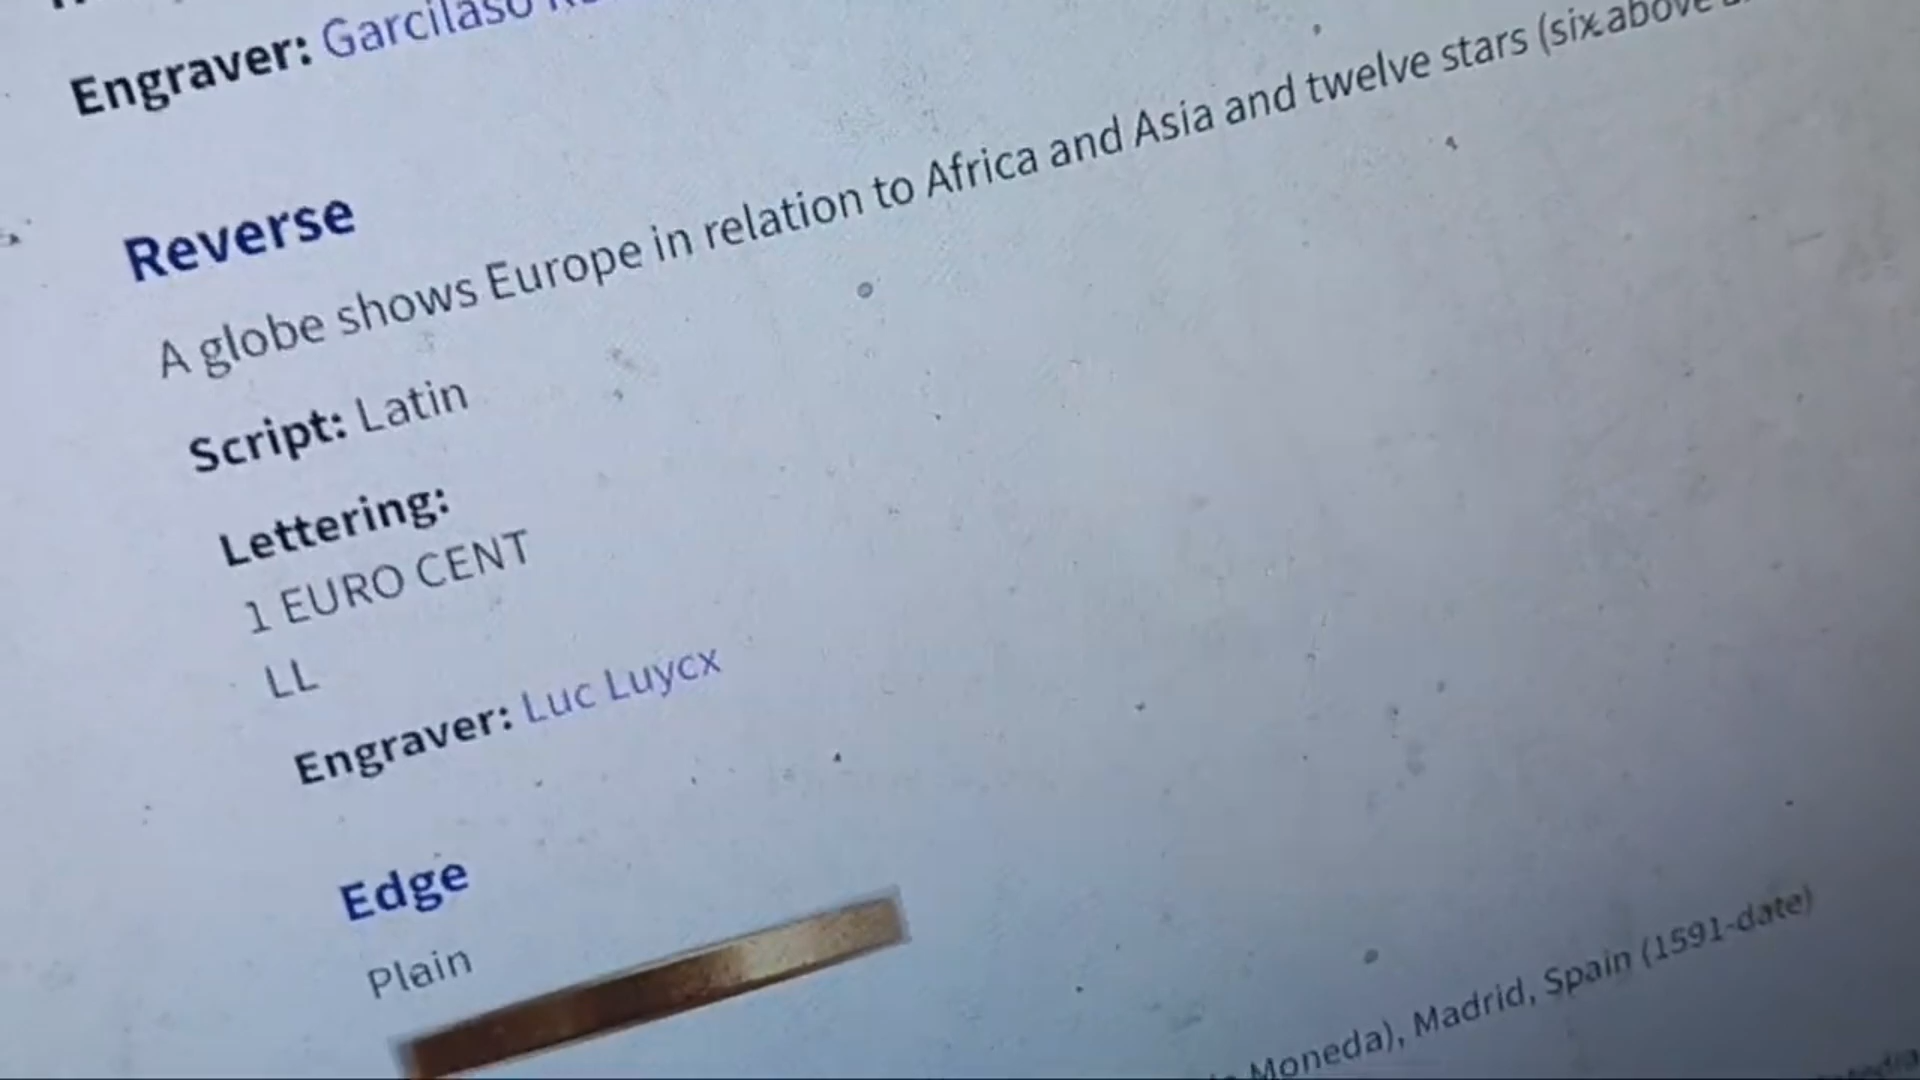 Engraver: Garcilaso
Reverse
A globe shows Europe in relation to Africa and Asia and twelve stars (six above
Script: Latin
Lettering:
1 EURO CENT
LL
Engraver: Luc Luycx
Edge
Plain
Moneda), Madrid, Spain (1591-date)